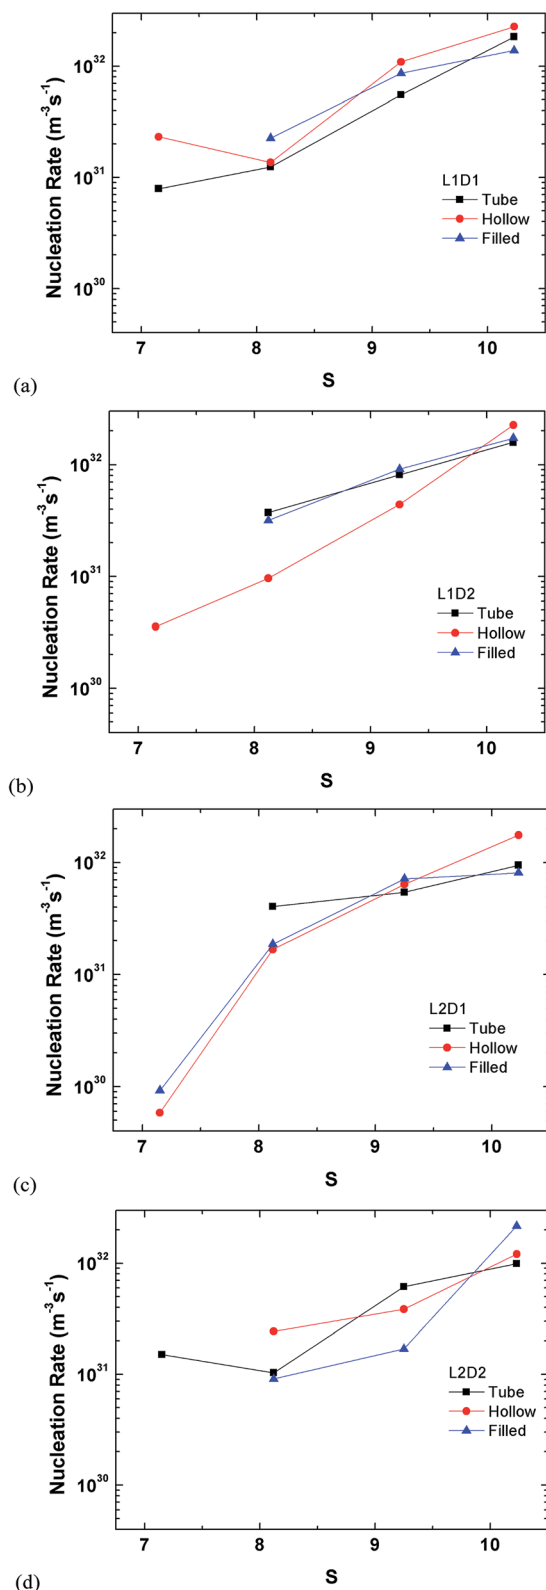 Nucleation Rate (m⁻³s⁻¹)
10³²
10³¹
10³⁰
L1D1
Tube
Hollow
Filled
7 8 9 10
S
(a)
Nucleation Rate (m⁻³s⁻¹)
10³²
10³¹
10³⁰
L1D2
Tube
Hollow
Filled
7 8 9 10
S
(b)
Nucleation Rate (m⁻³s⁻¹)
10³²
10³¹
10³⁰
L2D1
Tube
Hollow
Filled
7 8 9 10
S
(c)
Nucleation Rate (m⁻³s⁻¹)
10³²
10³¹
10³⁰
L2D2
Tube
Hollow
Filled
7 8 9 10
S
(d)